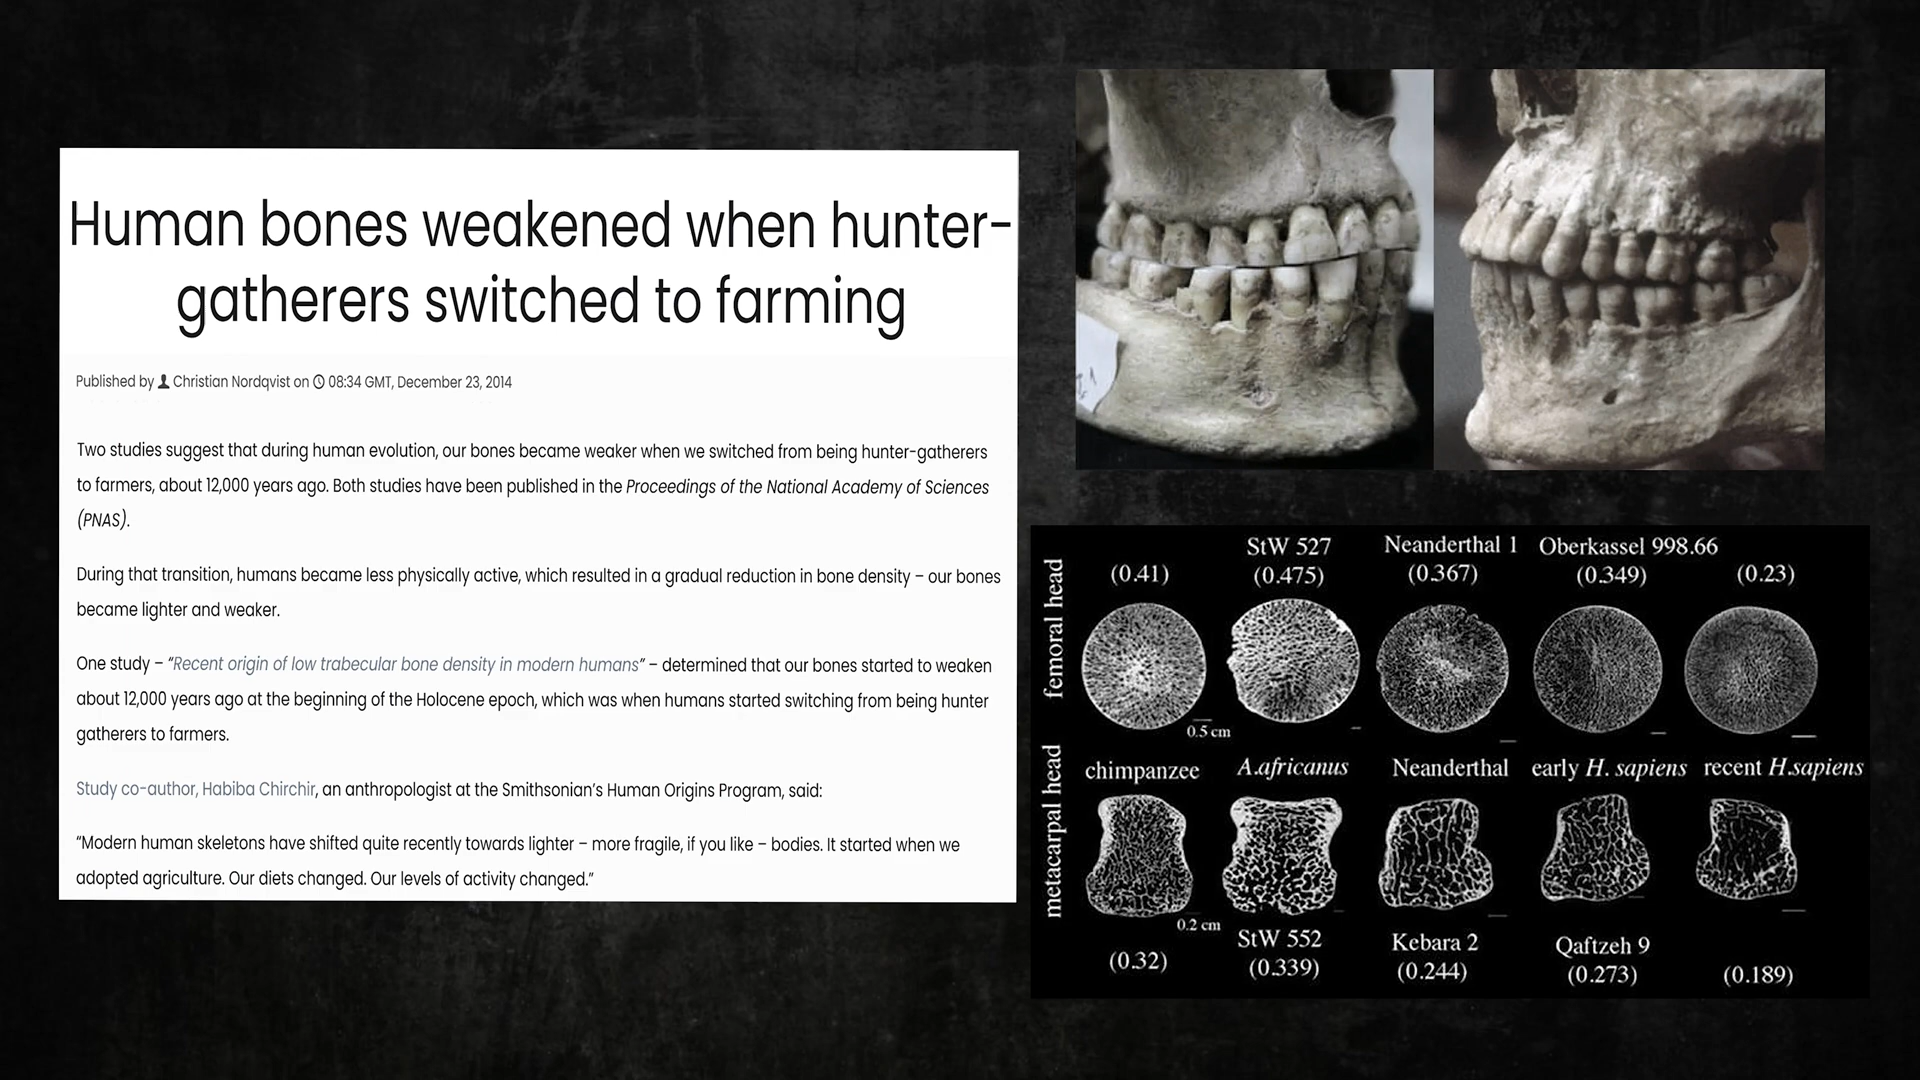 Human bones weakened when hunter-
gatherers switched to farming
Published by Christian Nordqvist on 08:34 GMT, December 23, 2014
Two studies suggest that during human evolution, our bones became weaker when we switched from being hunter-gatherers
to farmers, about 12,000 years ago. Both studies have been published in the Proceedings of the National Academy of Sciences
(PNAS).
During that transition, humans became less physically active, which resulted in a gradual reduction in bone density – our bones
became lighter and weaker.
One study – “Recent origin of low trabecular bone density in modern humans” – determined that our bones started to weaken
about 12,000 years ago at the beginning of the Holocene epoch, which was when humans started switching from being hunter
gatherers to farmers.
Study co-author, Habiba Chirchir, an anthropologist at the Smithsonian’s Human Origins Program, said:
“Modern human skeletons have shifted quite recently towards lighter – more fragile, if you like – bodies. It started when we
adopted agriculture. Our diets changed. Our levels of activity changed.”
StW 527 Neanderthal 1 Oberkassel 998.66
(0.41) (0.475) (0.367) (0.349) (0.23)
femoral head
0.5 cm
chimpanzee A.africanus Neanderthal early H. sapiens recent H.sapiens
metacarpal head
0.2 cm
StW 552 Kebara 2 Qaftzeh 9
(0.32) (0.339) (0.244) (0.273) (0.189)